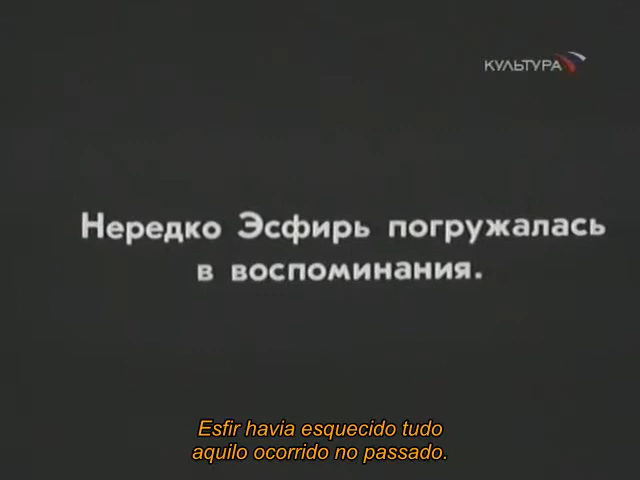 КУЛЬТУРА
Нередко Эсфирь погружалась
в воспоминания.
Esfir havia esquecido tudo
aquilo ocorrido no passado.